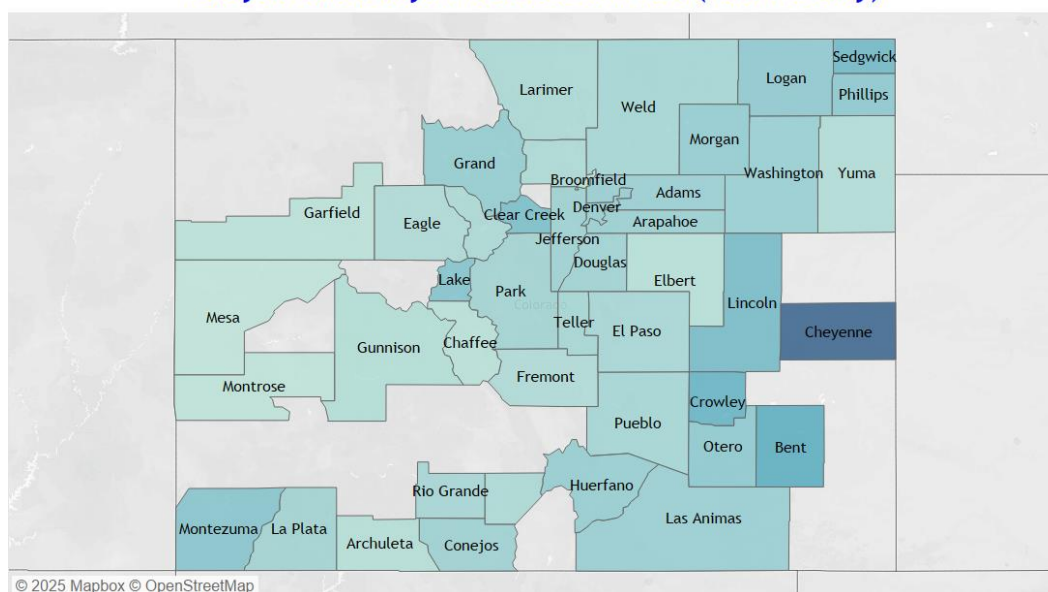 Sedgwick
Logan
Larimer
Phillips
Weld
Morgan
Grand
Washington
Yuma
Broomfield
Adams
Denver
Garfield
Clear Creek
Eagle
Arapahoe
Jefferson
Douglas
Lake
Elbert
Park
Lincoln
Colorado
Mesa
Teller
El Paso
Cheyenne
Gunnison
Chaffee
Fremont
Montrose
Crowley
Pueblo
Otero
Bent
Huerfano
Rio Grande
Las Animas
Montezuma
La Plata
Archuleta
Conejos
© 2025 Mapbox © OpenStreetMap